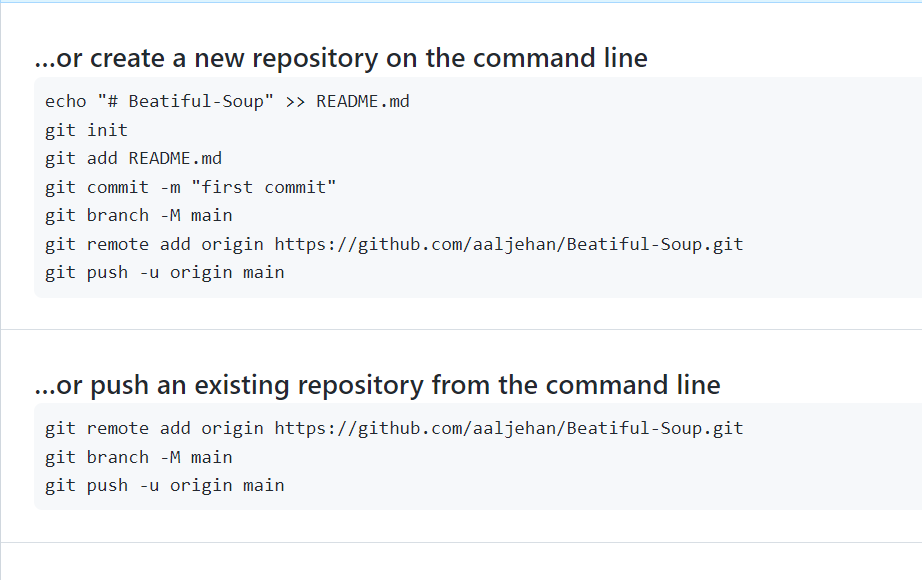 ...or create a new repository on the command line
echo "# Beatiful-Soup" >> README.md
git init
git add README.md
git commit -m "first commit"
git branch -M main
git remote add origin https://github.com/aaljehan/Beatiful-Soup.git
git push -u origin main
...or push an existing repository from the command line
git remote add origin https://github.com/aaljehan/Beatiful-Soup.git
git branch -M main
git push -u origin main